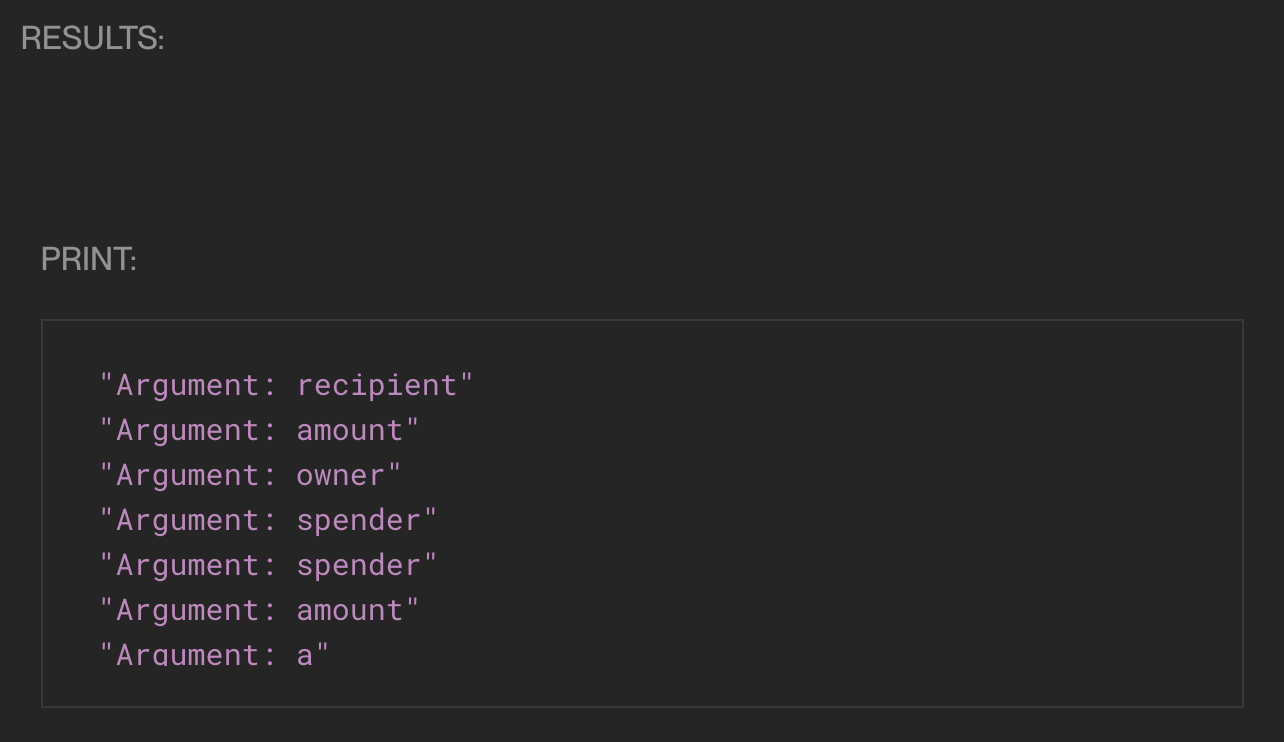 RESULTS:
PRINT:
"Argument: recipient"
"Argument: amount"
"Argument: owner"
"Argument: spender"
"Argument: spender"
"Argument: amount"
"Argument: a"